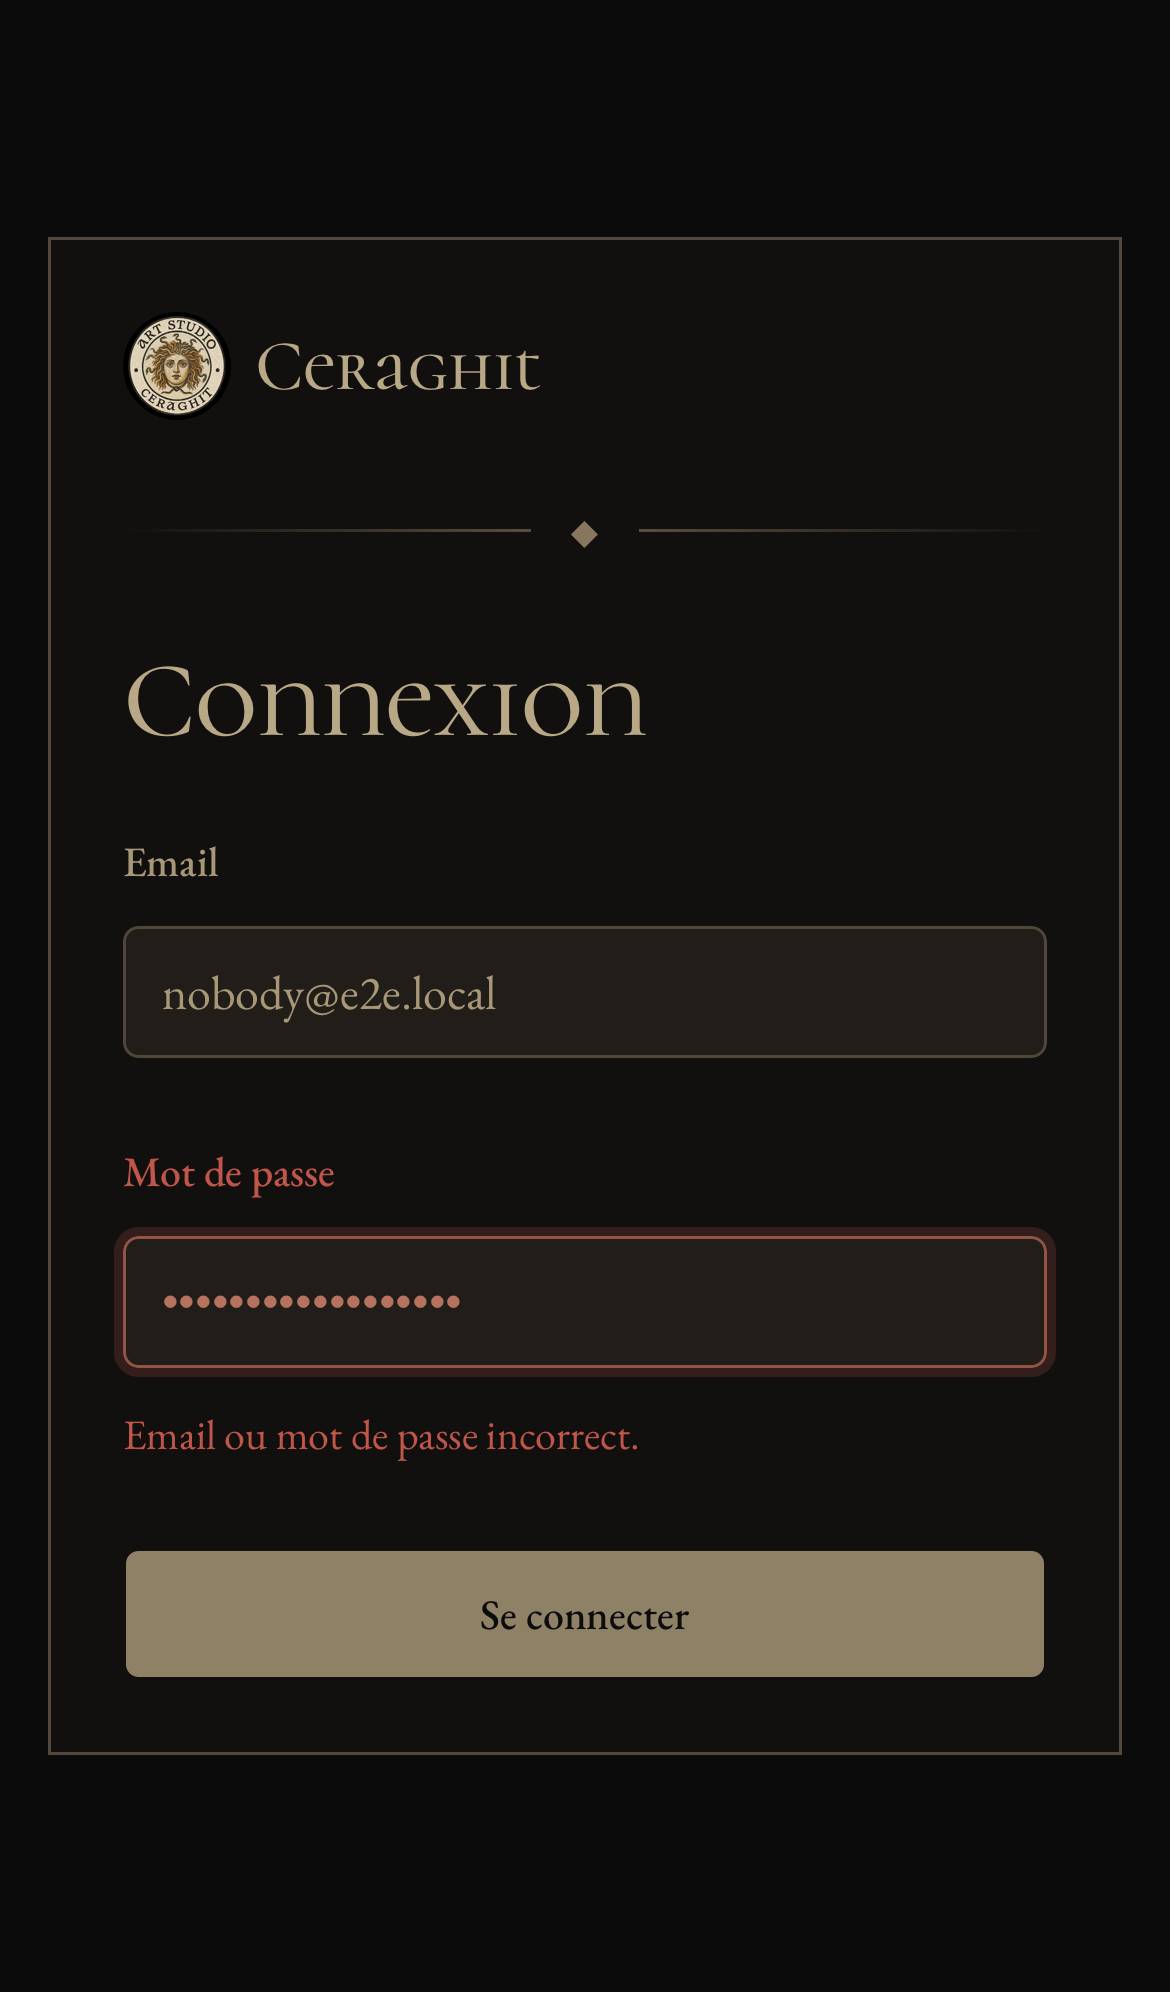 ART STUDIO
CERAGHIT
Ceraghit
Connexion
Email
nobody@e2e.local
Mot de passe
Email ou mot de passe incorrect.
Se connecter